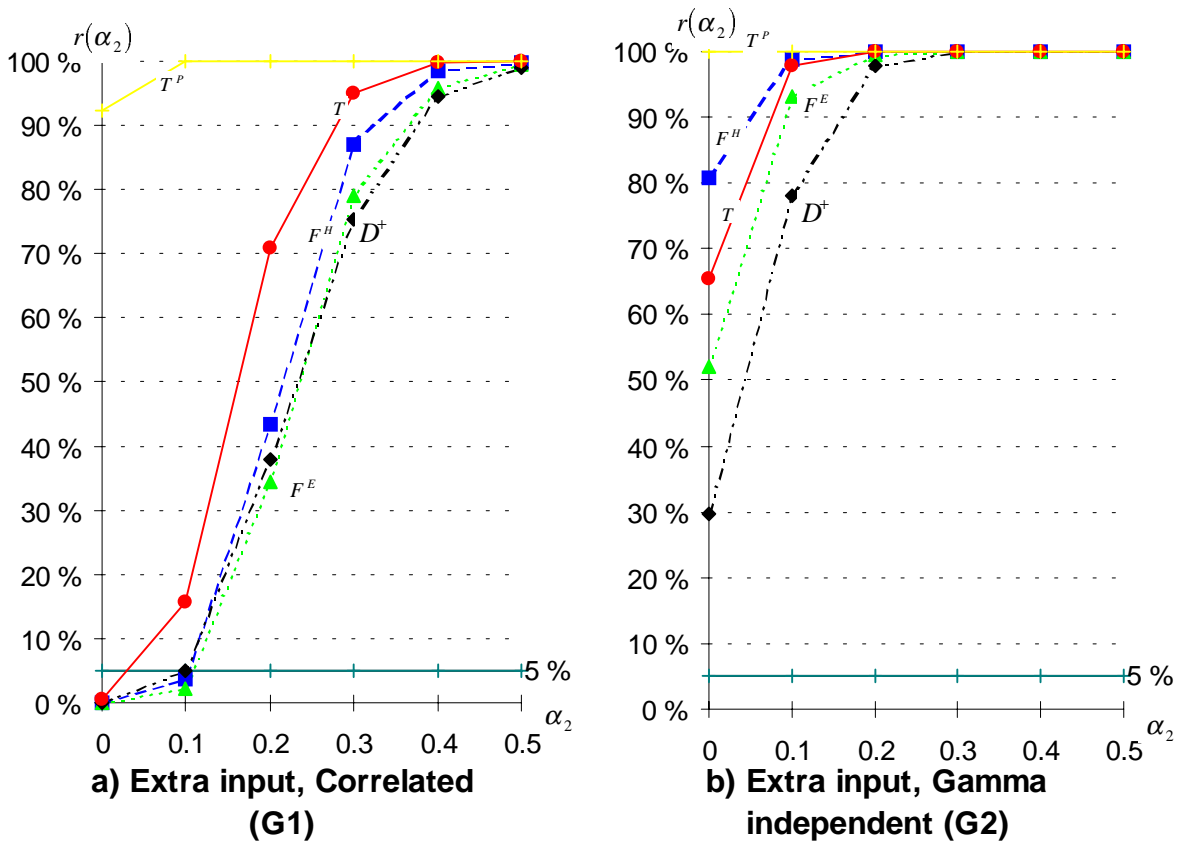 r(α₂)
100 %
90 %
80 %
70 %
60 %
50 %
40 %
30 %
20 %
10 %
0 %
T^P
T
F^H
D⁺
F^E
5 %
0 0.1 0.2 0.3 0.4 0.5
α₂
a) Extra input, Correlated
(G1)
r(α₂)
100 %
90 %
80 %
70 %
60 %
50 %
40 %
30 %
20 %
10 %
0 %
T^P
F^E
F^H
T
D⁺
5 %
0 0.1 0.2 0.3 0.4 0.5
α₂
b) Extra input, Gamma
independent (G2)